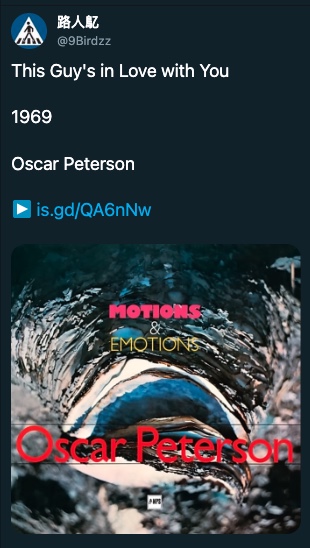 路人
@9Birdzz
This Guy's in Love with You
1969
Oscar Peterson
is.gd/QA6nNw
MOTIONS
&
EMOTIONS
Oscar Peterson
MPS